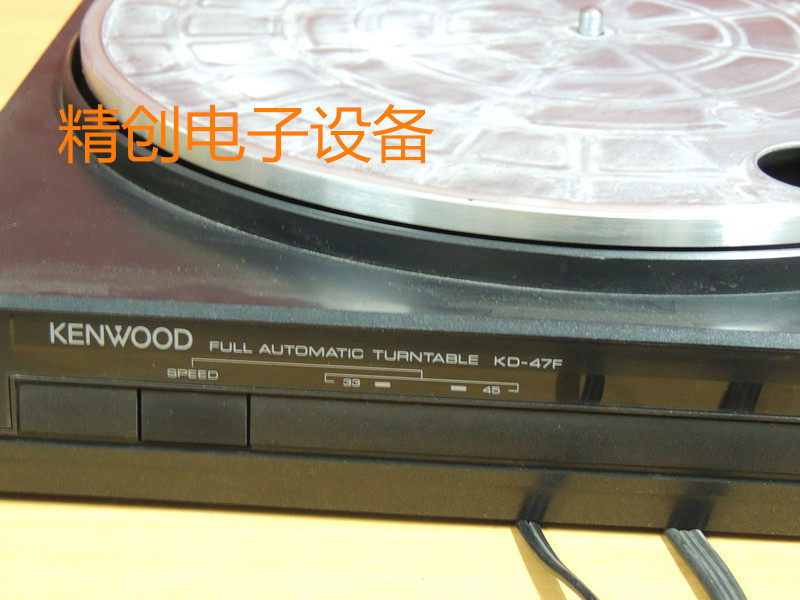 精创电子设备
KENWOOD FULL AUTOMATIC TURNTABLE KD-47F
SPEED
33 45